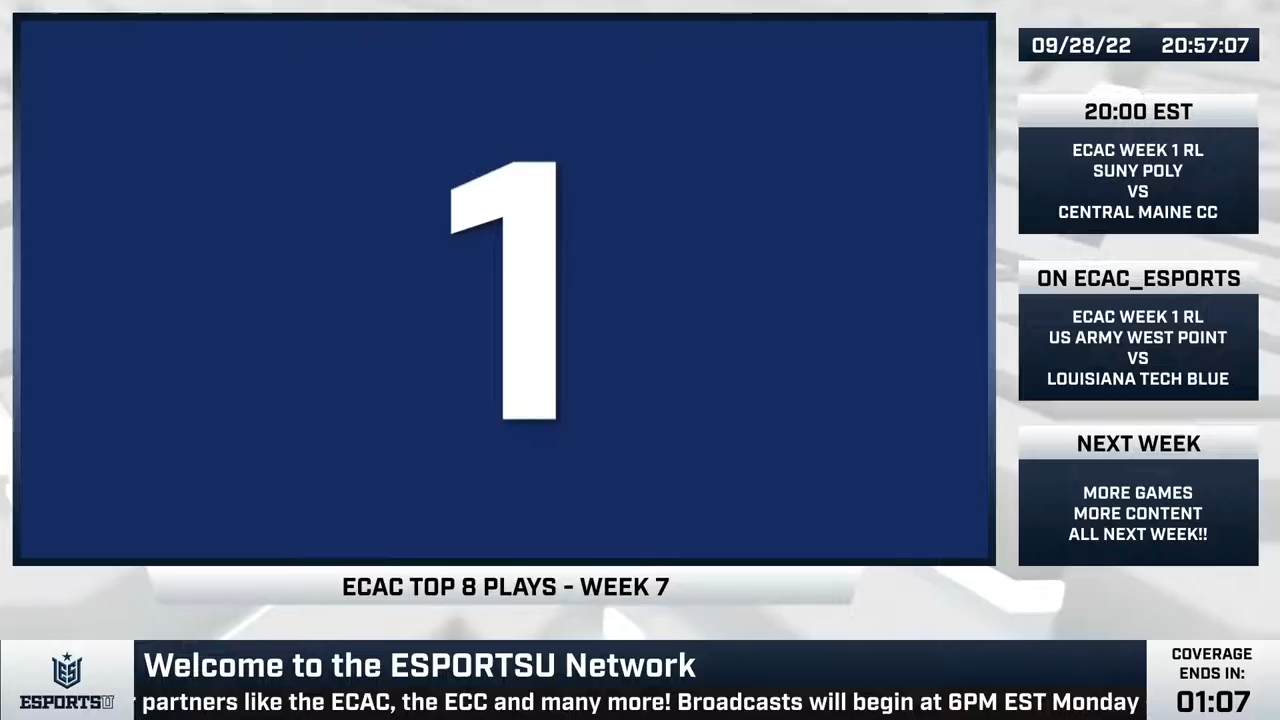 1
ECAC TOP 8 PLAYS - WEEK 7
09/28/22 20:57:07
20:00 EST
ECAC WEEK 1 RL
SUNY POLY
VS
CENTRAL MAINE CC
ON ECAC_ESPORTS
ECAC WEEK 1 RL
US ARMY WEST POINT
VS
LOUISIANA TECH BLUE
NEXT WEEK
MORE GAMES
MORE CONTENT
ALL NEXT WEEK!!
ESPORTSU
Welcome to the ESPORTSU Network
partners like the ECAC, the ECC and many more! Broadcasts will begin at 6PM EST Monday
COVERAGE
ENDS IN:
01:07